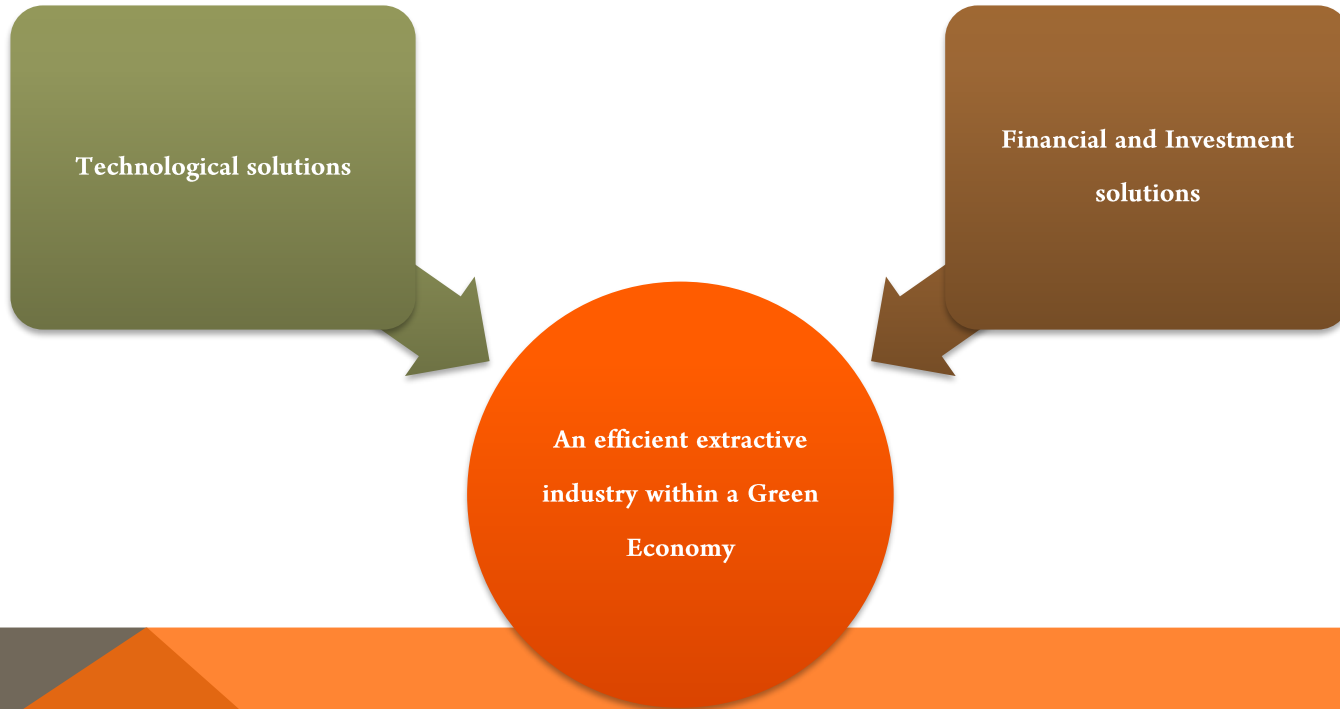 Technological solutions
Financial and Investment
solutions
An efficient extractive
industry within a Green
Economy